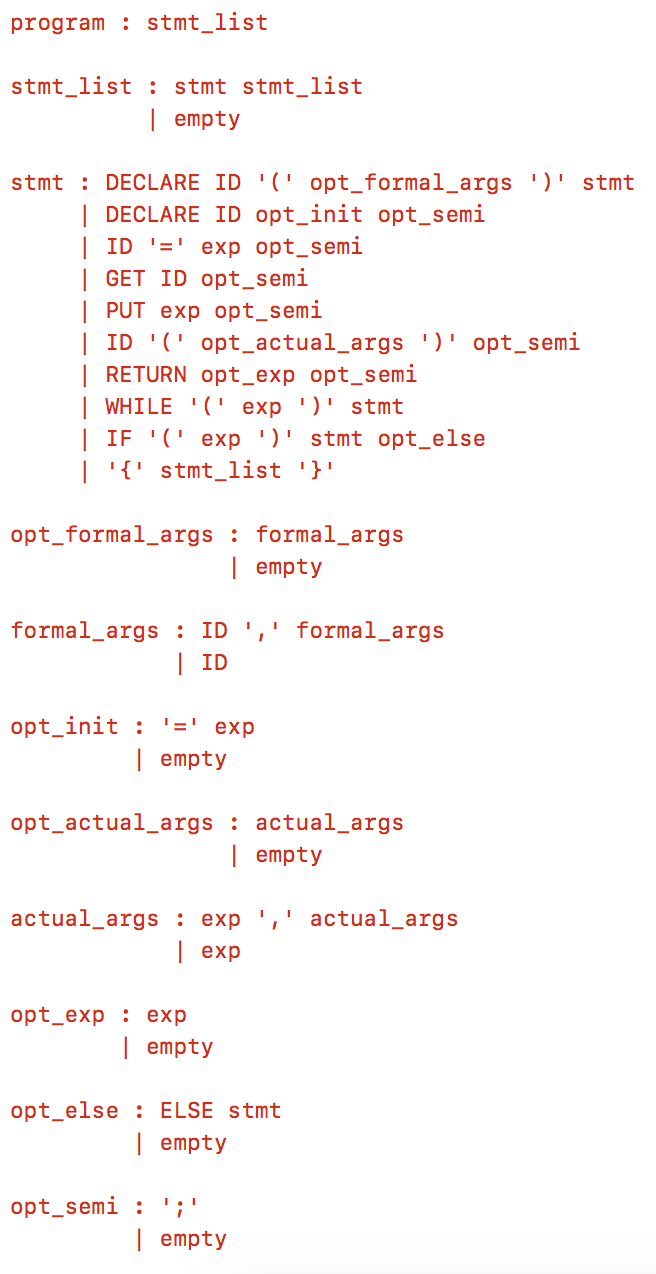 program : stmt_list
stmt_list : stmt stmt_list
| empty
stmt : DECLARE ID '(' opt_formal_args ')' stmt
| DECLARE ID opt_init opt_semi
| ID '=' exp opt_semi
| GET ID opt_semi
| PUT exp opt_semi
| ID '(' opt_actual_args ')' opt_semi
| RETURN opt_exp opt_semi
| WHILE '(' exp ')' stmt
| IF '(' exp ')' stmt opt_else
| '{' stmt_list '}'
opt_formal_args : formal_args
| empty
formal_args : ID ',' formal_args
| ID
opt_init : '=' exp
| empty
opt_actual_args : actual_args
| empty
actual_args : exp ',' actual_args
| exp
opt_exp : exp
| empty
opt_else : ELSE stmt
| empty
opt_semi : ';'
| empty